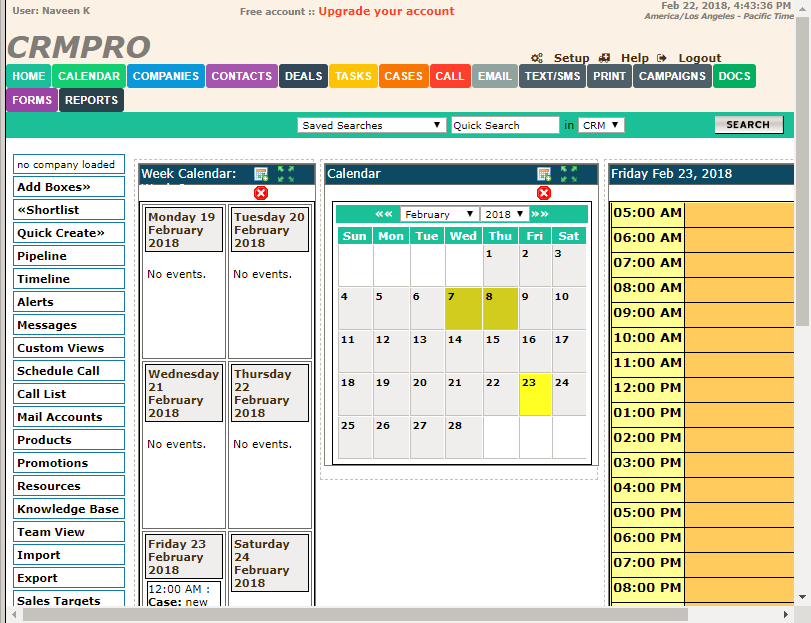 User: Naveen K
Free account :: Upgrade your account
Feb 22, 2018, 4:43:36 PM
America/Los Angeles - Pacific Time
CRMPRO
Setup Help Logout
HOME CALENDAR COMPANIES CONTACTS DEALS TASKS CASES CALL EMAIL TEXT/SMS PRINT CAMPAIGNS DOCS
FORMS REPORTS
Saved Searches Quick Search in CRM SEARCH
no company loaded
Add Boxes»
«Shortlist
Quick Create»
Pipeline
Timeline
Alerts
Messages
Custom Views
Schedule Call
Call List
Mail Accounts
Products
Promotions
Resources
Knowledge Base
Team View
Import
Export
Sales Targets
Week Calendar:
Monday 19
February
2018
No events.
Tuesday 20
February
2018
No events.
Wednesday
21
February
2018
No events.
Thursday
22
February
2018
No events.
Friday 23
February
2018
12:00 AM :
Case: new
Saturday
24
February
2018
Calendar
«« February 2018 »»
Sun Mon Tue Wed Thu Fri Sat
1 2 3
4 5 6 7 8 9 10
11 12 13 14 15 16 17
18 19 20 21 22 23 24
25 26 27 28
Friday Feb 23, 2018
05:00 AM
06:00 AM
07:00 AM
08:00 AM
09:00 AM
10:00 AM
11:00 AM
12:00 PM
01:00 PM
02:00 PM
03:00 PM
04:00 PM
05:00 PM
06:00 PM
07:00 PM
08:00 PM